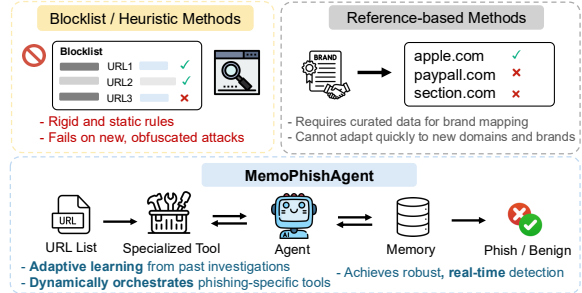 Blocklist / Heuristic Methods
Blocklist
URL1
URL2
URL3
- Rigid and static rules
- Fails on new, obfuscated attacks
Reference-based Methods
BRAND
apple.com
paypall.com
section.com
- Requires curated data for brand mapping
- Cannot adapt quickly to new domains and brands
MemoPhishAgent
URL
AI
URL List
Specialized Tool
Agent
Memory
Phish / Benign
- Adaptive learning from past investigations
- Dynamically orchestrates phishing-specific tools
- Achieves robust, real-time detection